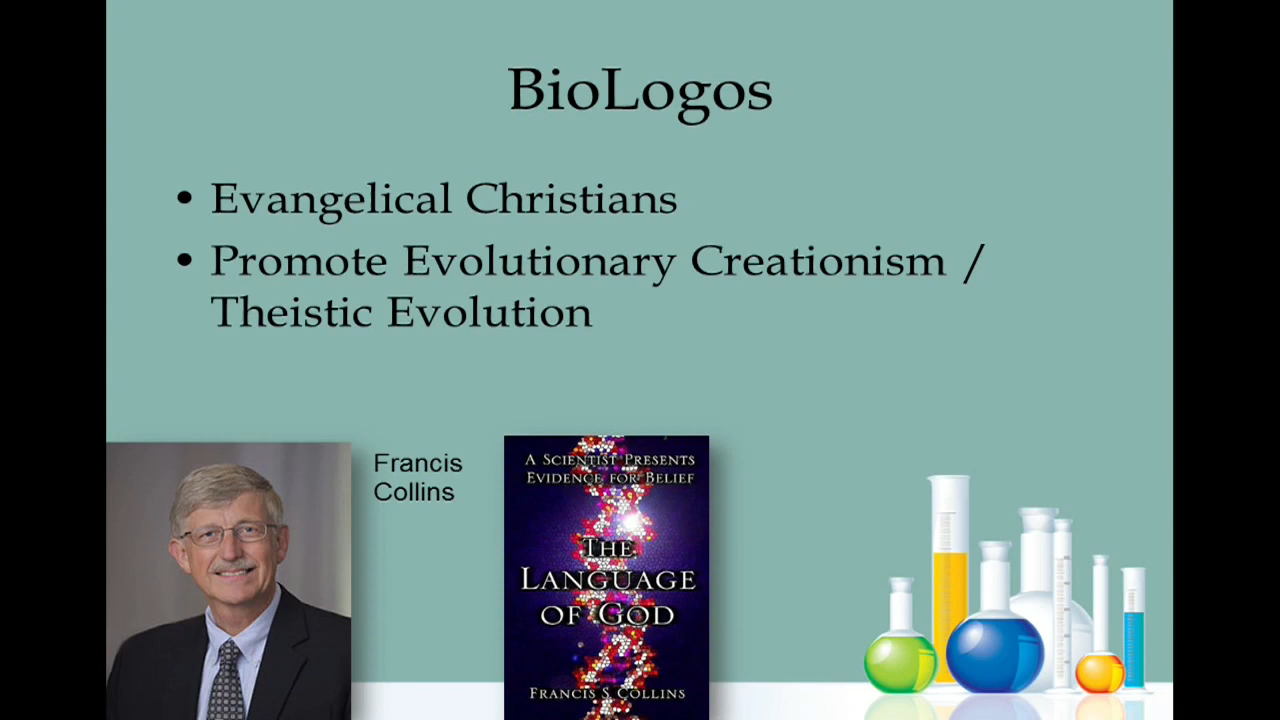 BioLogos
• Evangelical Christians
• Promote Evolutionary Creationism /
Theistic Evolution
Francis
Collins
A SCIENTIST PRESENTS
EVIDENCE FOR BELIEF
THE
LANGUAGE
OF GOD
FRANCIS S. COLLINS